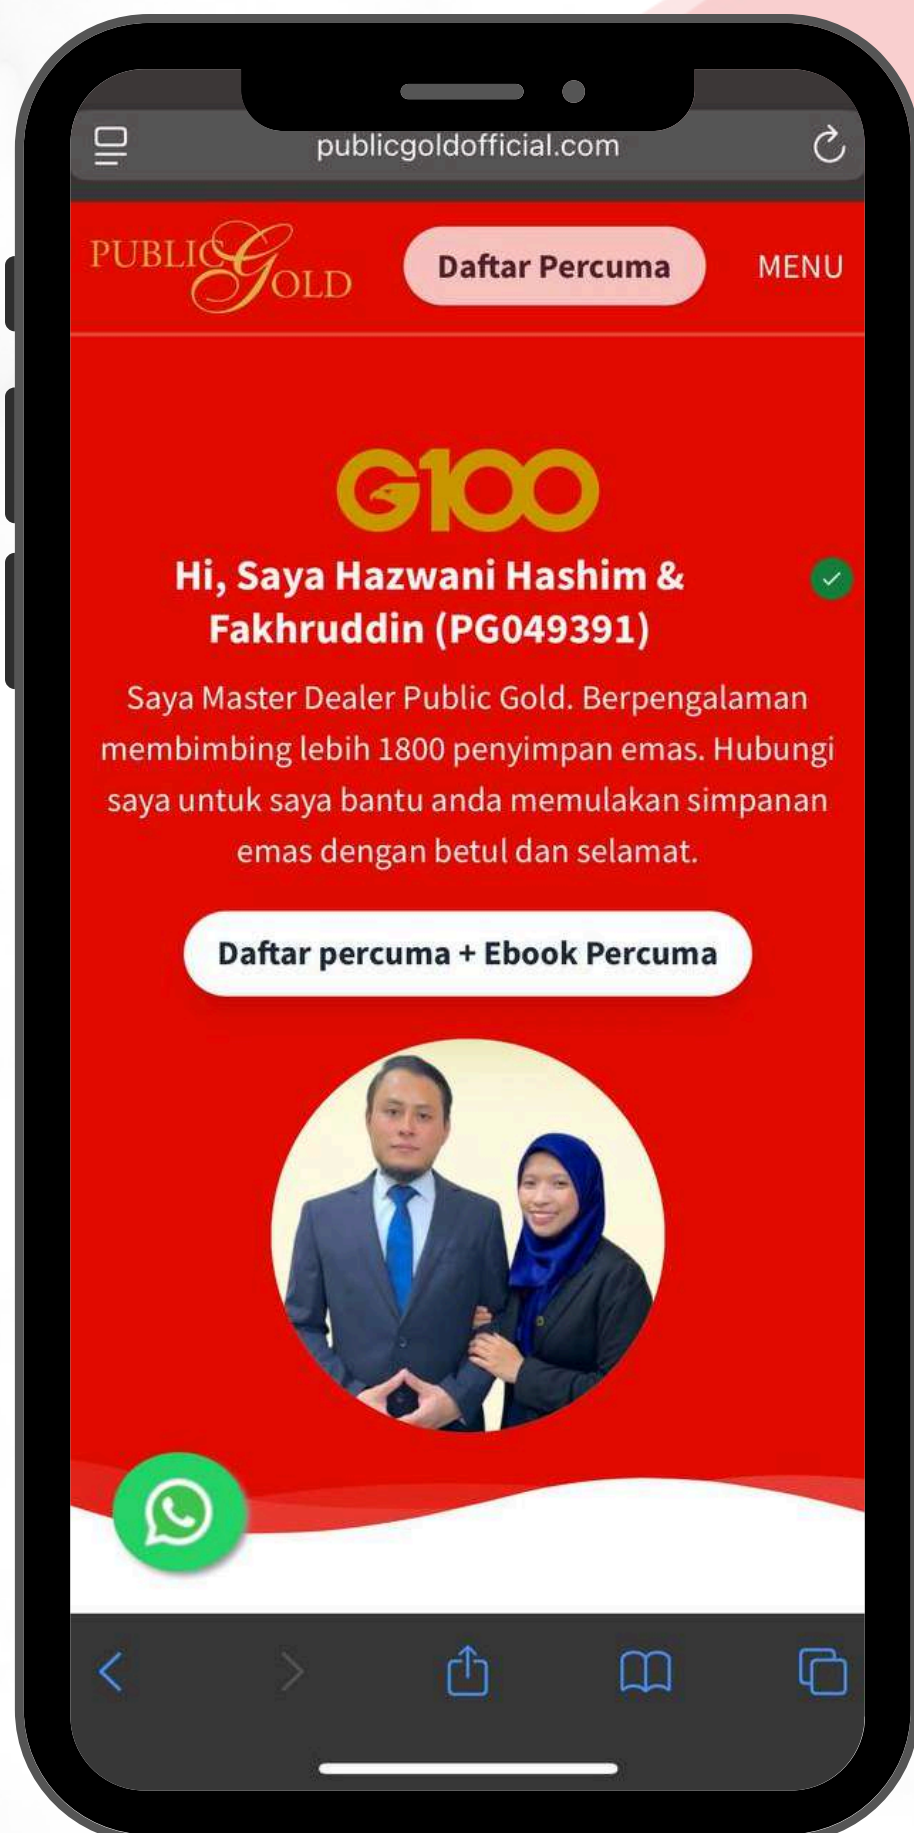 publicgoldofficial.com
PUBLIC GOLD
Daftar Percuma
MENU
G100
Hi, Saya Hazwani Hashim &
Fakhruddin (PG049391)
Saya Master Dealer Public Gold. Berpengalaman
membimbing lebih 1800 penyimpan emas. Hubungi
saya untuk saya bantu anda memulakan simpanan
emas dengan betul dan selamat.
Daftar percuma + Ebook Percuma